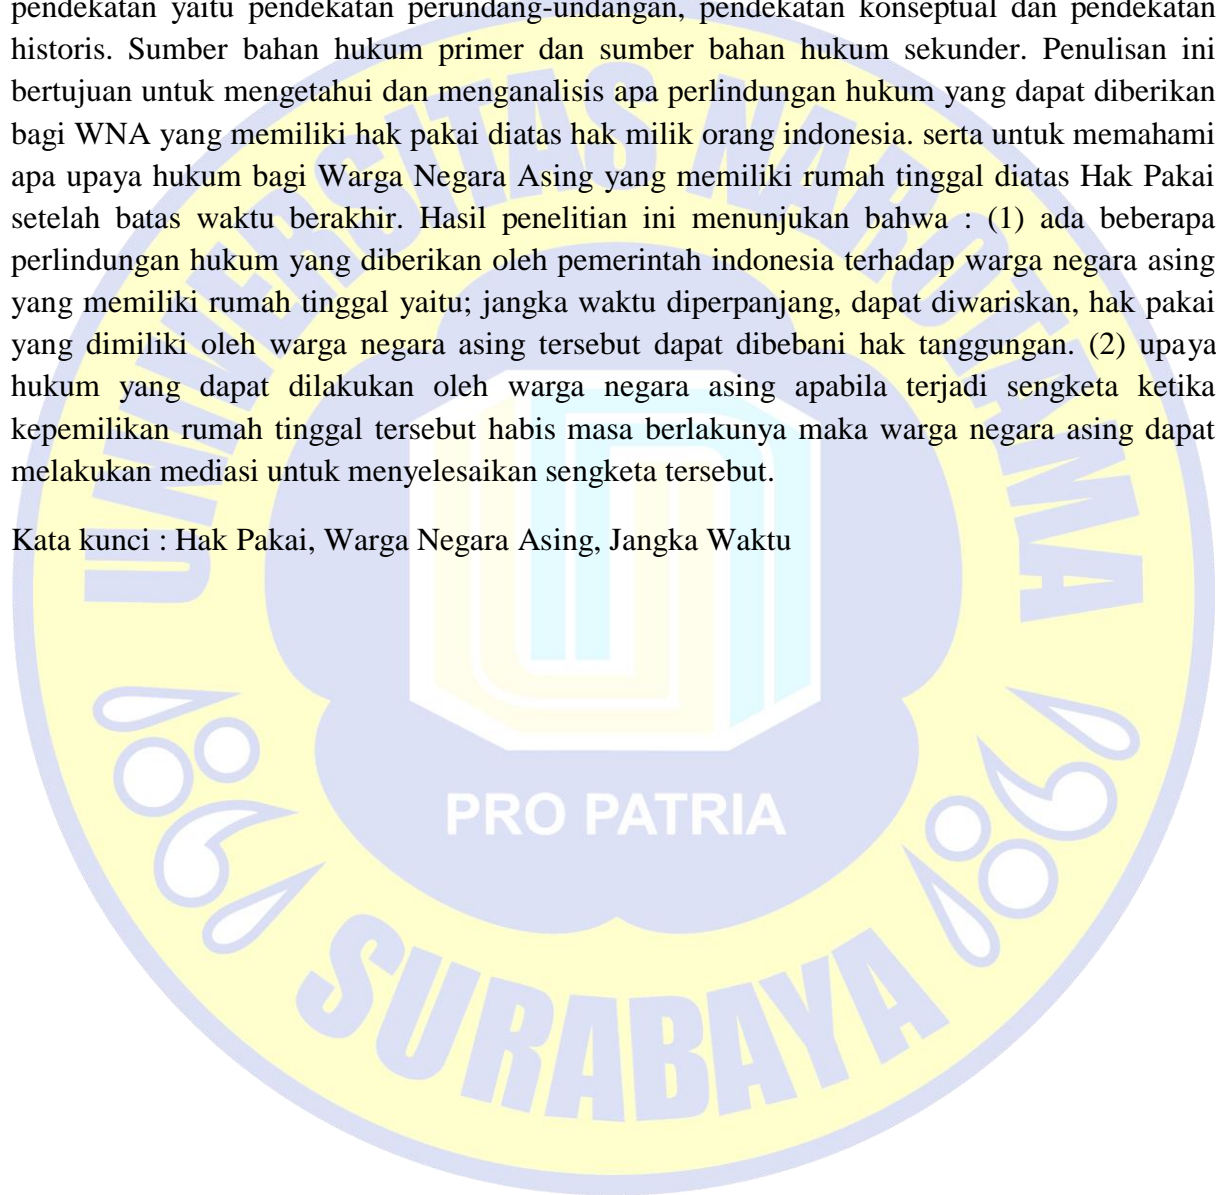 pendekatan yaitu pendekatan perundang-undangan, pendekatan konseptual dan pendekatan
historis. Sumber bahan hukum primer dan sumber bahan hukum sekunder. Penulisan ini
bertujuan untuk mengetahui dan menganalisis apa perlindungan hukum yang dapat diberikan
bagi WNA yang memiliki hak pakai diatas hak milik orang indonesia. serta untuk memahami
apa upaya hukum bagi Warga Negara Asing yang memiliki rumah tinggal diatas Hak Pakai
setelah batas waktu berakhir. Hasil penelitian ini menunjukan bahwa : (1) ada beberapa
perlindungan hukum yang diberikan oleh pemerintah indonesia terhadap warga negara asing
yang memiliki rumah tinggal yaitu; jangka waktu diperpanjang, dapat diwariskan, hak pakai
yang dimiliki oleh warga negara asing tersebut dapat dibebani hak tanggungan. (2) upaya
hukum yang dapat dilakukan oleh warga negara asing apabila terjadi sengketa ketika
kepemilikan rumah tinggal tersebut habis masa berlakunya maka warga negara asing dapat
melakukan mediasi untuk menyelesaikan sengketa tersebut.
Kata kunci : Hak Pakai, Warga Negara Asing, Jangka Waktu
UNIVERSITAS NAROTAMA
PRO PATRIA
SURABAYA